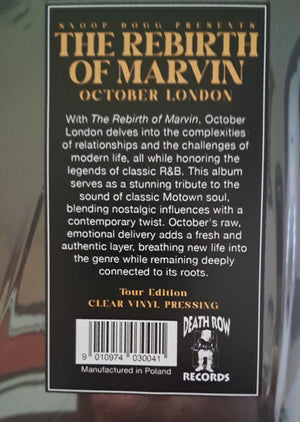 SNOOP DOGG PRESENTS
THE REBIRTH
OF MARVIN
OCTOBER LONDON
With The Rebirth of Marvin, October
London delves into the complexities
of relationships and the challenges of
modern life, all while honoring the
legends of classic R&B. This album
serves as a stunning tribute to the
sound of classic Motown soul,
blending nostalgic influences with a
contemporary twist. October's raw,
emotional delivery adds a fresh and
authentic layer, breathing new life into
the genre while remaining deeply
connected to its roots.
Tour Edition
CLEAR VINYL PRESSING
9 010974 030041 >
Manufactured in Poland
DEATH ROW
RECORDS